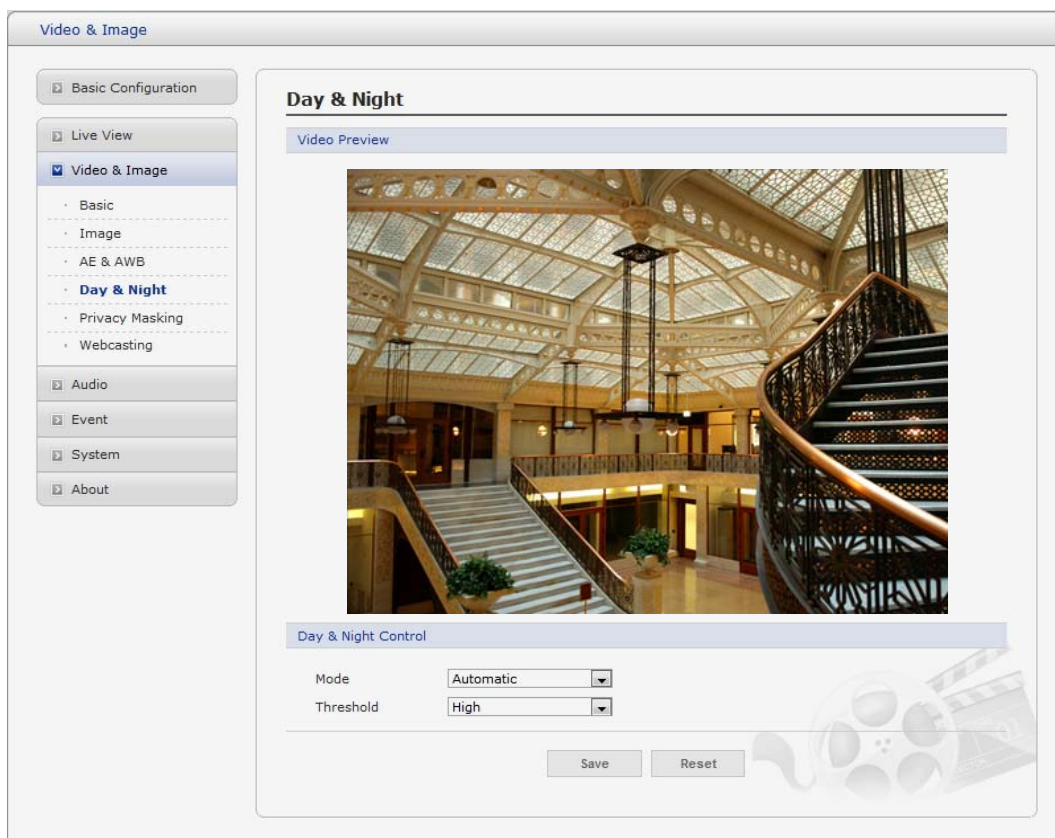 Video & Image
Basic Configuration
Live View
Video & Image
Basic
Image
AE & AWB
Day & Night
Privacy Masking
Webcasting
Audio
Event
System
About
Day & Night
Video Preview
Day & Night Control
Mode Automatic
Threshold High
Save Reset